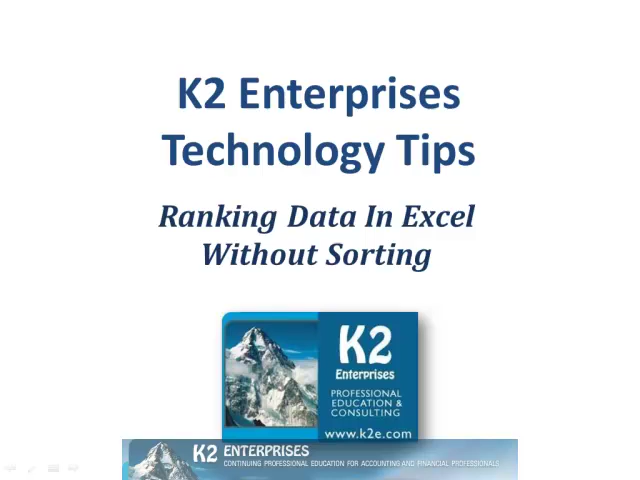 K2 Enterprises
Technology Tips
Ranking Data In Excel
Without Sorting
K2
Enterprises
PROFESSIONAL
EDUCATION &
CONSULTING
www.k2e.com
K2 ENTERPRISES
CONTINUING PROFESSIONAL EDUCATION FOR ACCOUNTING AND FINANCIAL PROFESSIONALS